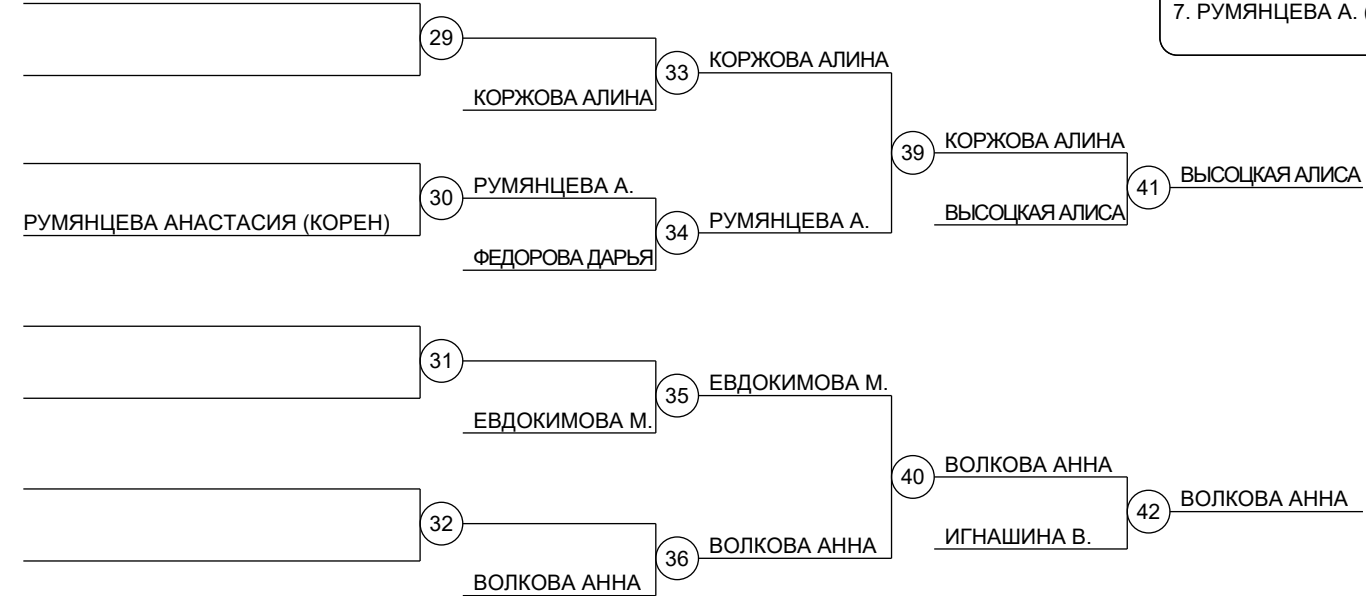 7. РУМЯНЦЕВА А. (
29
КОРЖОВА АЛИНА
33
КОРЖОВА АЛИНА
39
КОРЖОВА АЛИНА
41
ВЫСОЦКАЯ АЛИСА
30
РУМЯНЦЕВА А.
РУМЯНЦЕВА АНАСТАСИЯ (КОРЕН)
34
РУМЯНЦЕВА А.
ВЫСОЦКАЯ АЛИСА
ФЕДОРОВА ДАРЬЯ
31
35
ЕВДОКИМОВА М.
ЕВДОКИМОВА М.
40
ВОЛКОВА АННА
42
ВОЛКОВА АННА
32
36
ВОЛКОВА АННА
ИГНАШИНА В.
ВОЛКОВА АННА